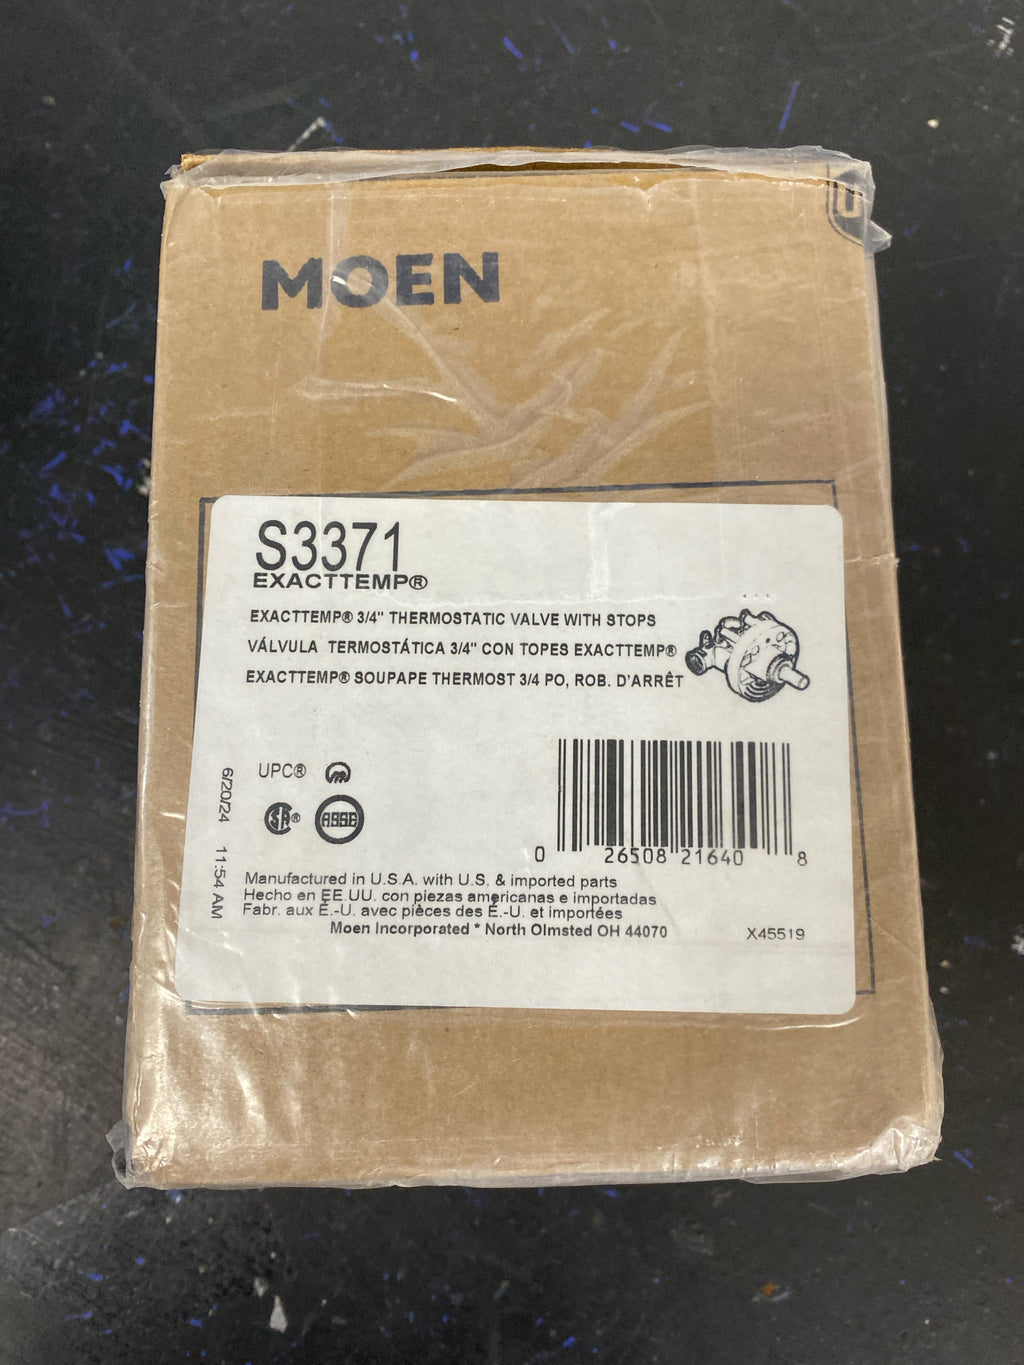 MOEN
S3371
EXACTTEMP®
EXACTTEMP® 3/4" THERMOSTATIC VALVE WITH STOPS
VÁLVULA TERMOSTÁTICA 3/4" CON TOPES EXACTTEMP®
EXACTTEMP® SOUPAPE THERMOST 3/4 PO, ROB. D'ARRÊT
UPC®
SA®
ASSE
6/20/24 11:54 AM
0 26508 21640 8
Manufactured in U.S.A. with U.S. & imported parts
Hecho en EE.UU. con piezas americanas e importadas
Fabr. aux É.-U. avec pièces des É.-U. et importées
Moen Incorporated * North Olmsted OH 44070
X45519